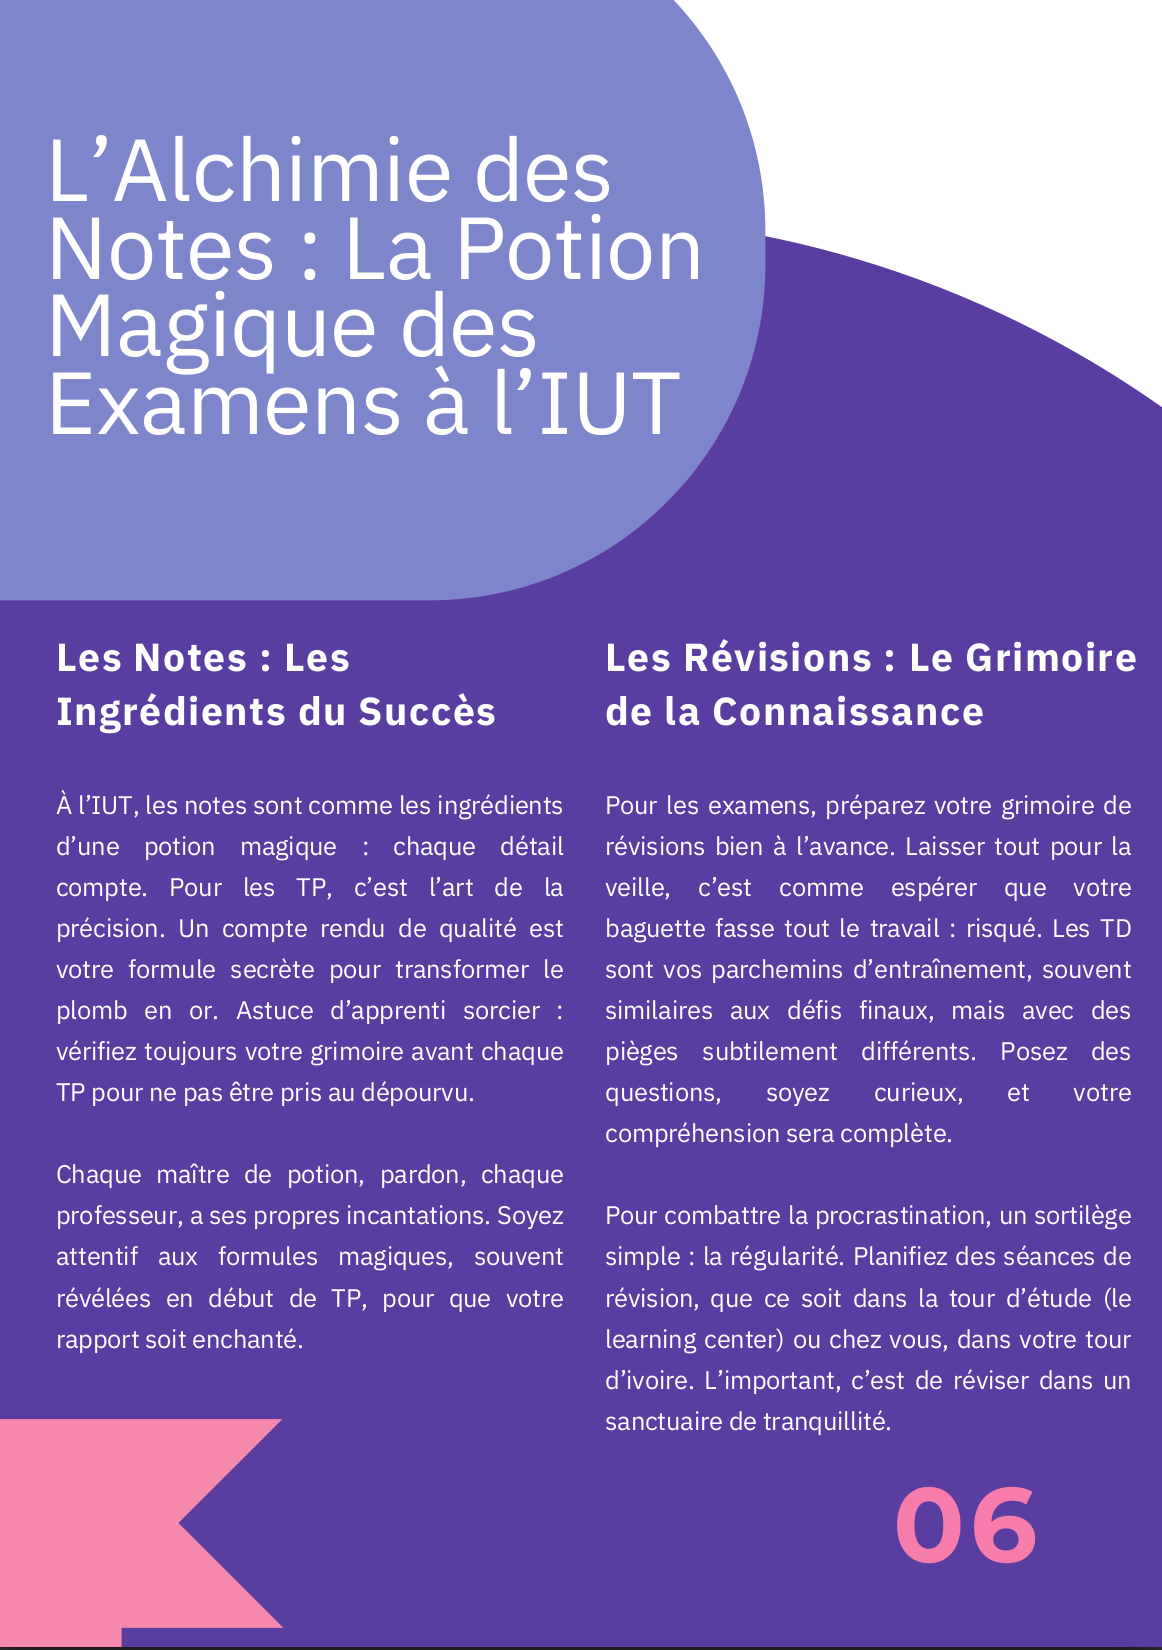 L’Alchimie des
Notes : La Potion
Magique des
Examens à l’IUT
Les Notes : Les
Ingrédients du Succès
À l’IUT, les notes sont comme les ingrédients
d’une potion magique : chaque détail
compte. Pour les TP, c’est l’art de la
précision. Un compte rendu de qualité est
votre formule secrète pour transformer le
plomb en or. Astuce d’apprenti sorcier :
vérifiez toujours votre grimoire avant chaque
TP pour ne pas être pris au dépourvu.
Chaque maître de potion, pardon, chaque
professeur, a ses propres incantations. Soyez
attentif aux formules magiques, souvent
révélées en début de TP, pour que votre
rapport soit enchanté.
Les Révisions : Le Grimoire
de la Connaissance
Pour les examens, préparez votre grimoire de
révisions bien à l’avance. Laisser tout pour la
veille, c’est comme espérer que votre
baguette fasse tout le travail : risqué. Les TD
sont vos parchemins d’entraînement, souvent
similaires aux défis finaux, mais avec des
pièges subtilement différents. Posez des
questions, soyez curieux, et votre
compréhension sera complète.
Pour combattre la procrastination, un sortilège
simple : la régularité. Planifiez des séances de
révision, que ce soit dans la tour d’étude (le
learning center) ou chez vous, dans votre tour
d’ivoire. L’important, c’est de réviser dans un
sanctuaire de tranquillité.
06